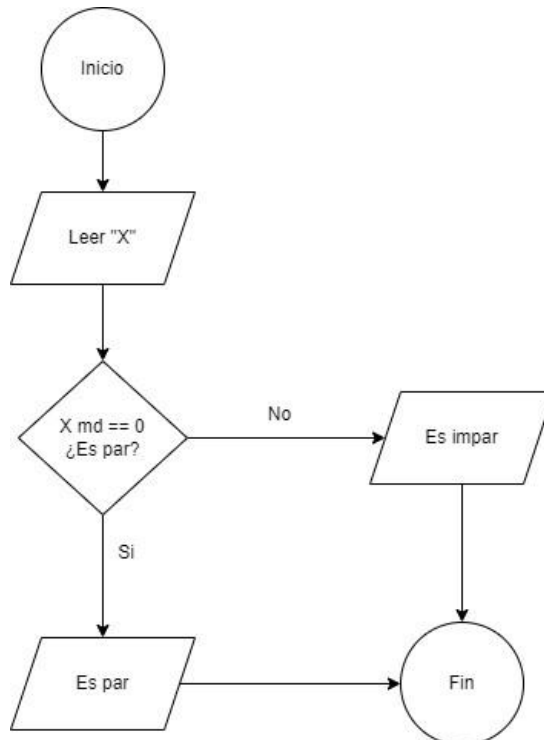 Inicio
Leer "X"
X md == 0
¿Es par?
No
Es impar
Si
Es par
Fin